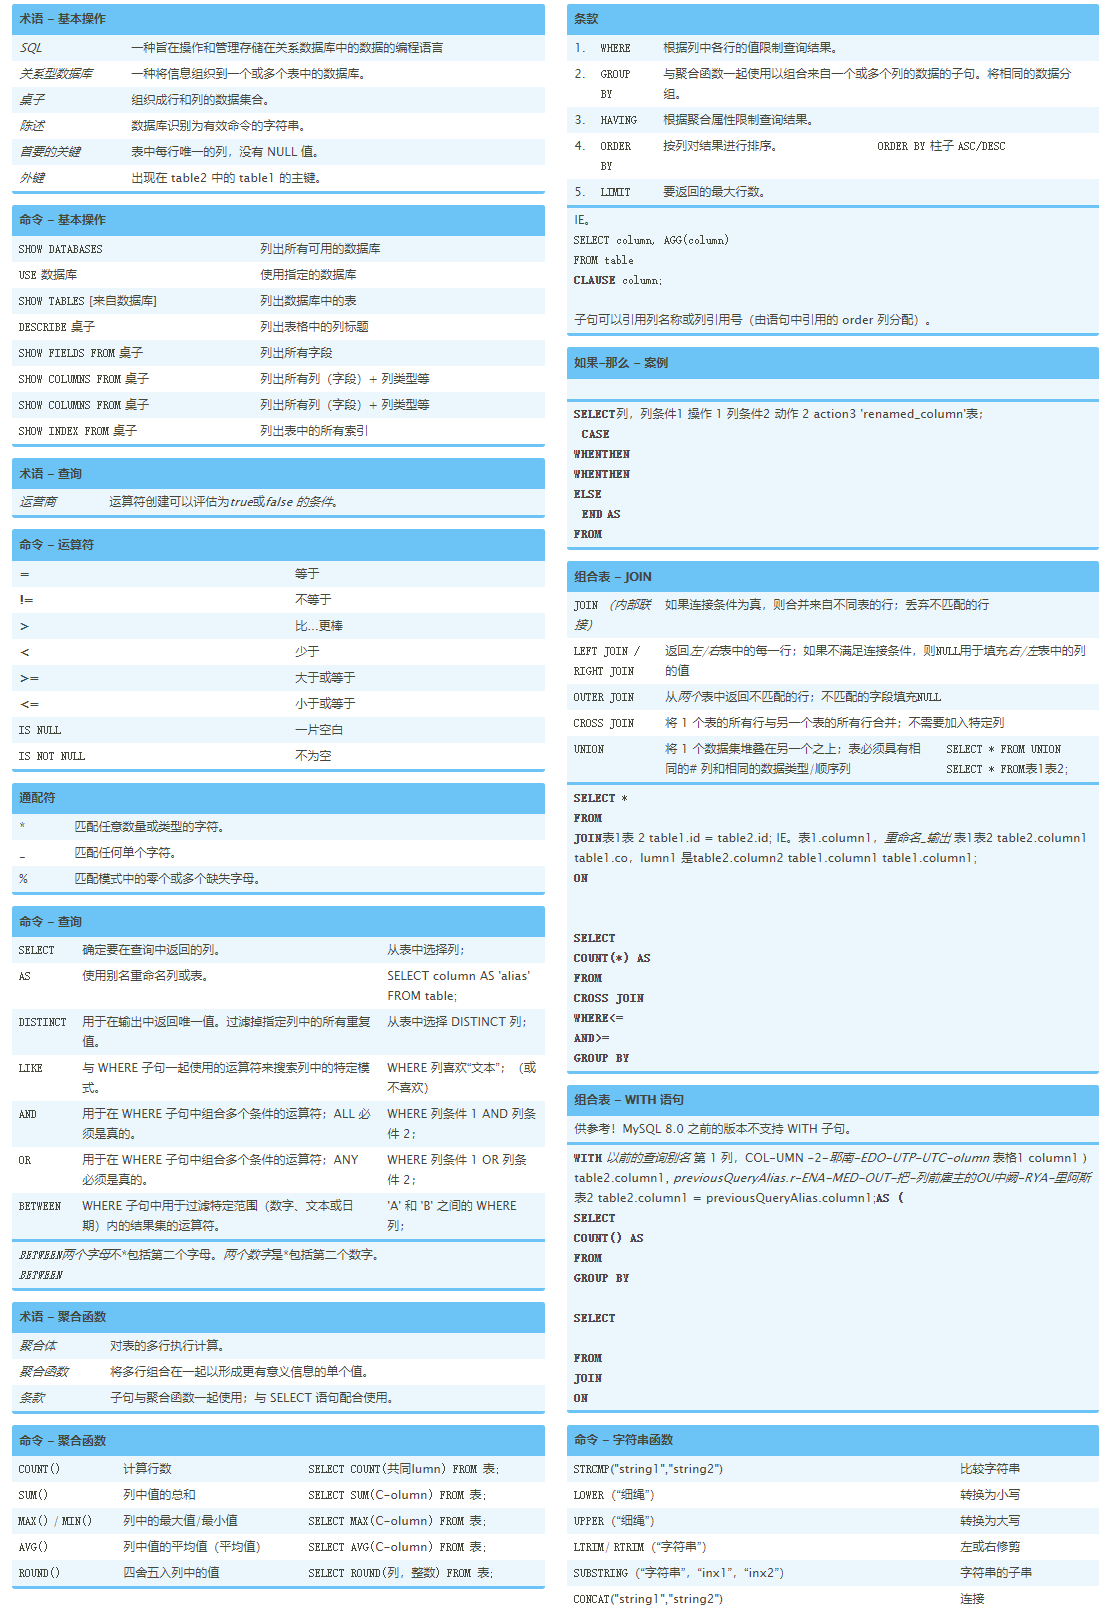 术语 – 基本操作
SQL 一种旨在操作和管理存储在关系数据库中的数据的编程语言
关系型数据库 一种将信息组织到一个或多个表中的数据库。
桌子 组织成行和列的数据集合。
陈述 数据库识别为有效命令的字符串。
首要的关键 表中每行唯一的列，没有 NULL 值。
外键 出现在 table2 中的 table1 的主键。
命令 – 基本操作
SHOW DATABASES 列出所有可用的数据库
USE 数据库 使用指定的数据库
SHOW TABLES [来自数据库] 列出数据库中的表
DESCRIBE 桌子 列出表格中的列标题
SHOW FIELDS FROM 桌子 列出所有字段
SHOW COLUMNS FROM 桌子 列出所有列（字段）+ 列类型等
SHOW COLUMNS FROM 桌子 列出所有列（字段）+ 列类型等
SHOW INDEX FROM 桌子 列出表中的所有索引
术语 – 查询
运营商 运算符创建可以评估为true或false 的条件。
命令 – 运算符
= 等于
!= 不等于
> 比...更棒
< 少于
>= 大于或等于
<= 小于或等于
IS NULL 一片空白
IS NOT NULL 不为空
通配符
* 匹配任意数量或类型的字符。
_ 匹配任何单个字符。
% 匹配模式中的零个或多个缺失字母。
命令 – 查询
SELECT 确定要在查询中返回的列。 从表中选择列；
AS 使用别名重命名列或表。 SELECT column AS 'alias'
FROM table;
DISTINCT 用于在输出中返回唯一值。过滤掉指定列中的所有重复 从表中选择 DISTINCT 列；
值。
LIKE 与 WHERE 子句一起使用的运算符来搜索列中的特定模 WHERE 列喜欢“文本”；（或
式。 不喜欢）
AND 用于在 WHERE 子句中组合多个条件的运算符；ALL 必 WHERE 列条件 1 AND 列条
须是真的。 件 2；
OR 用于在 WHERE 子句中组合多个条件的运算符；ANY WHERE 列条件 1 OR 列条
必须是真的。 件 2；
BETWEEN WHERE 子句中用于过滤特定范围（数字、文本或日 'A' 和 'B' 之间的 WHERE
期）内的结果集的运算符。 列；
BETWEEN两个字母不*包括第二个字母。两个数字是*包括第二个数字。
BETWEEN
术语 – 聚合函数
聚合体 对表的多行执行计算。
聚合函数 将多行组合在一起以形成更有意义信息的单个值。
条款 子句与聚合函数一起使用；与 SELECT 语句配合使用。
命令 – 聚合函数
COUNT() 计算行数 SELECT COUNT(共同lumn) FROM 表;
SUM() 列中值的总和 SELECT SUM(C-olumn) FROM 表;
MAX() / MIN() 列中的最大值/最小值 SELECT MAX(C-olumn) FROM 表;
AVG() 列中值的平均值（平均值） SELECT AVG(C-olumn) FROM 表;
ROUND() 四舍五入列中的值 SELECT ROUND(列，整数) FROM 表;
条款
1. WHERE 根据列中各行的值限制查询结果。
2. GROUP 与聚合函数一起使用以组合来自一个或多个列的数据的子句。将相同的数据分
BY 组。
3. HAVING 根据聚合属性限制查询结果。
4. ORDER 按列对结果进行排序。 ORDER BY 柱子 ASC/DESC
BY
5. LIMIT 要返回的最大行数。
IE。
SELECT column, AGG(column)
FROM table
CLAUSE column;
子句可以引用列名称或列引用号（由语句中引用的 order 列分配）。
如果–那么 – 案例
SELECT列，列条件1 操作 1 列条件2 动作 2 action3 'renamed_column'表;
CASE
WHENTHEN
WHENTHEN
ELSE
END AS
FROM
组合表 – JOIN
JOIN （内部联 如果连接条件为真，则合并来自不同表的行；丢弃不匹配的行
接）
LEFT JOIN / 返回左/右表中的每一行；如果不满足连接条件，则NULL用于填充右/左表中的列
RIGHT JOIN 的值
OUTER JOIN 从两个表中返回不匹配的行；不匹配的字段填充NULL
CROSS JOIN 将 1 个表的所有行与另一个表的所有行合并；不需要加入特定列
UNION 将 1 个数据集堆叠在另一个之上；表必须具有相 SELECT * FROM UNION
同的# 列和相同的数据类型/顺序列 SELECT * FROM表1表2;
SELECT *
FROM
JOIN表1表 2 table1.id = table2.id; IE。表1.column1，重命名_输出 表1表2 table2.column1
table1.co，lumn1 是table2.column2 table1.column1 table1.column1;
ON
SELECT
COUNT(*) AS
FROM
CROSS JOIN
WHERE<=
AND>=
GROUP BY
组合表 – WITH 语句
供参考！MySQL 8.0 之前的版本不支持 WITH 子句。
WITH 以前的查询别名 第 1 列，COL-UMN -2-耶南-EDO-UTP-UTC-olumn 表格1 column1 )
table2.column1, previousQueryAlias.r-ENA-MED-OUT-把-列前雇主的OU中阙-RYA-里阿斯
表2 table2.column1 = previousQueryAlias.column1;AS (
SELECT
COUNT() AS
FROM
GROUP BY
SELECT
FROM
JOIN
ON
命令 – 字符串函数
STRCMP("string1","string2") 比较字符串
LOWER（“细绳”） 转换为小写
UPPER（“细绳”） 转换为大写
LTRIM/ RTRIM（“字符串”） 左或右修剪
SUBSTRING（“字符串”，“inx1”，“inx2”） 字符串的子串
CONCAT("string1","string2") 连接